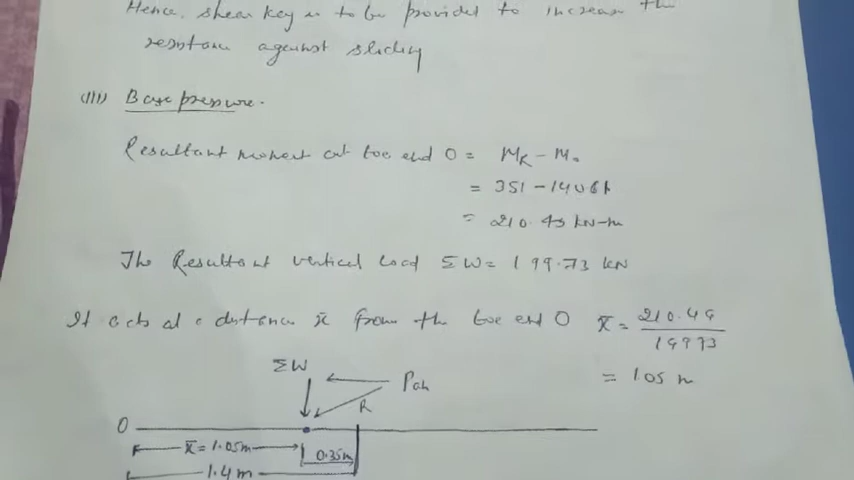 Hence, shear key is to be provided to increase the
resistance against sliding
(III) Base pressure.
Resultant moment at toe end O = MR - Mo
= 351 - 140.61
= 210.49 kN-m
The Resultant vertical load ΣW = 199.73 kN
It acts at a distance x̄ from the toe end O x̄ = 210.49 / 199.73
= 1.05 m
ΣW
Pah
R
O
x̄ = 1.05m
0.35m
1.4 m